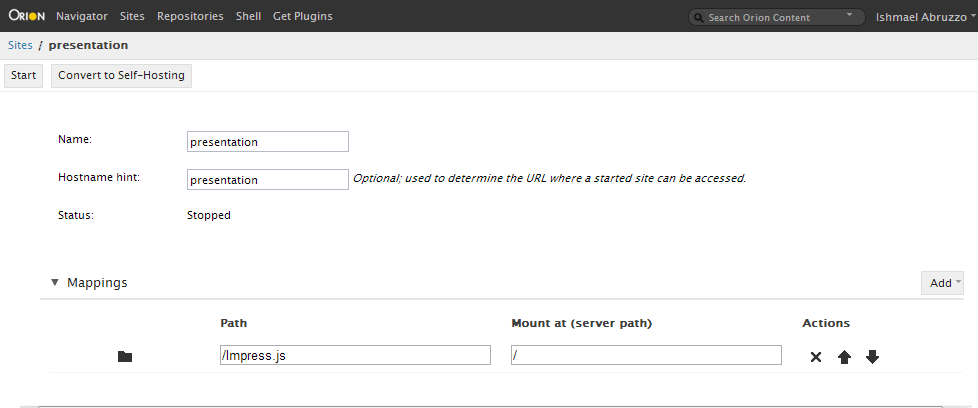 ORION Navigator Sites Repositories Shell Get Plugins Search Orion Content Ishmael Abruzzo
Sites / presentation
Start Convert to Self-Hosting
Name: presentation
Hostname hint: presentation Optional; used to determine the URL where a started site can be accessed.
Status: Stopped
Mappings Add
Path Mount at (server path) Actions
/Impress.js /